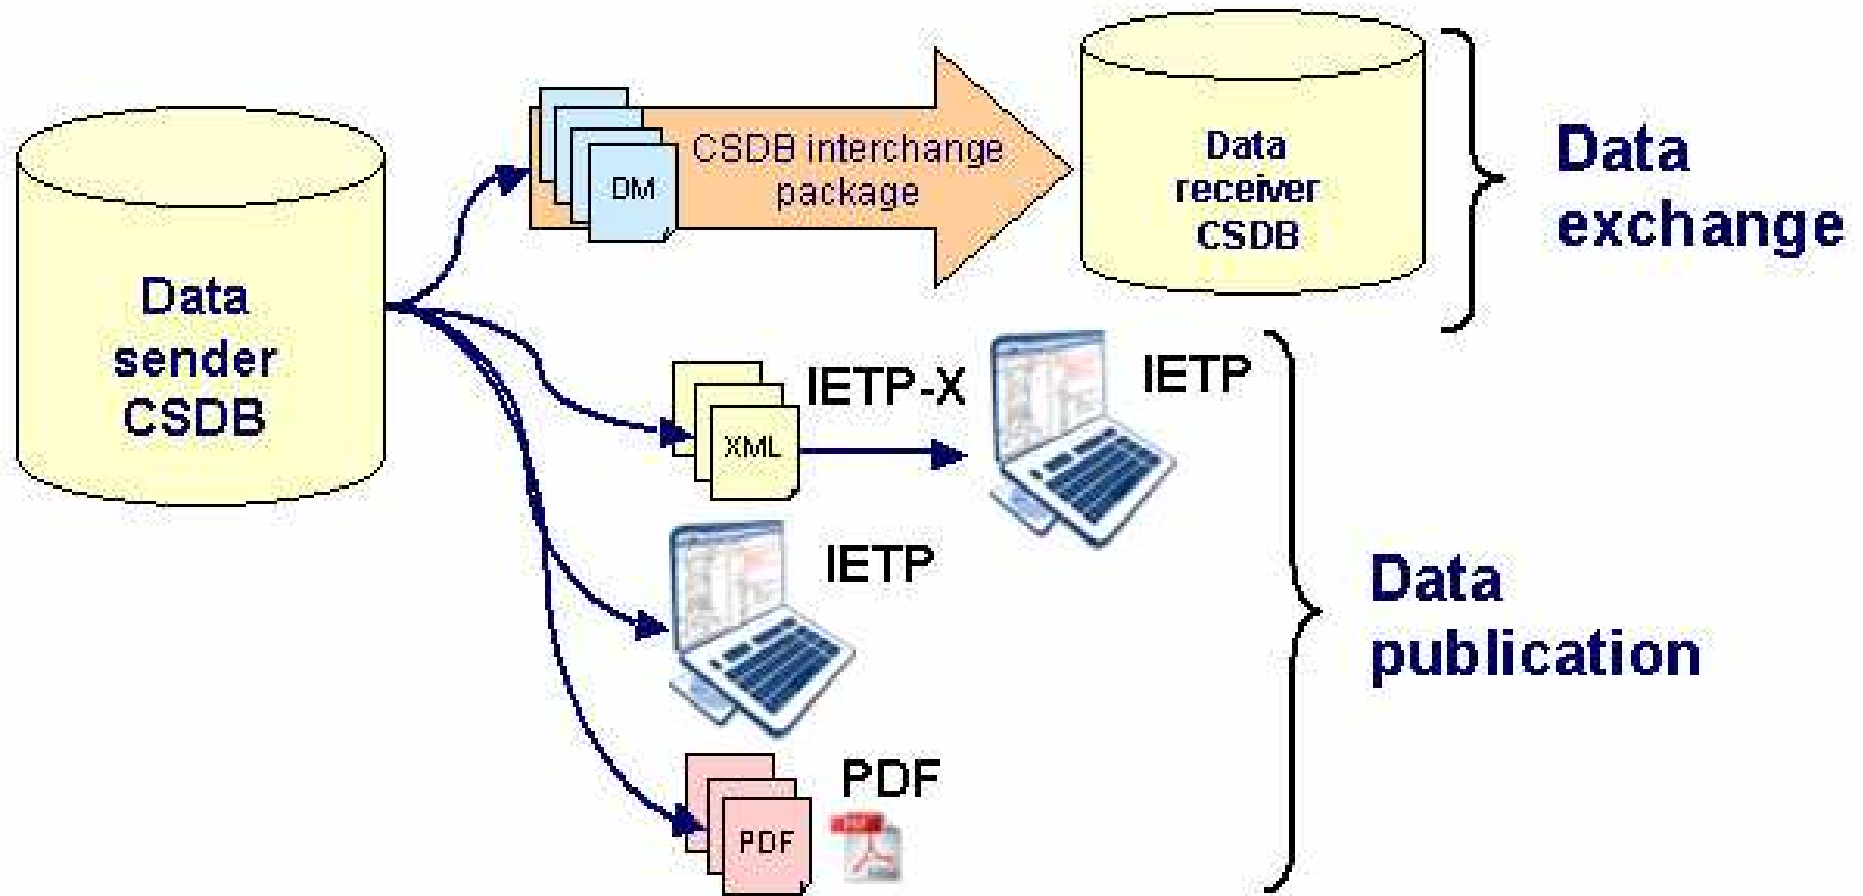 Data
sender
CSDB
DM
CSDB interchange
package
Data
receiver
CSDB
Data
exchange
XML
IETP-X
IETP
IETP
PDF
PDF
PDF
Data
publication